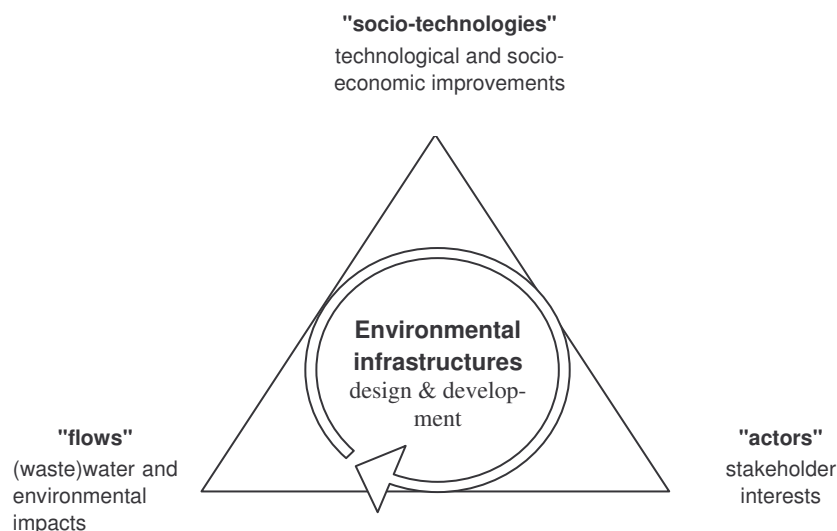 "socio-technologies"
technological and socio-
economic improvements
Environmental
infrastructures
design & develop-
ment
"flows"
(waste)water and
environmental
impacts
"actors"
stakeholder
interests